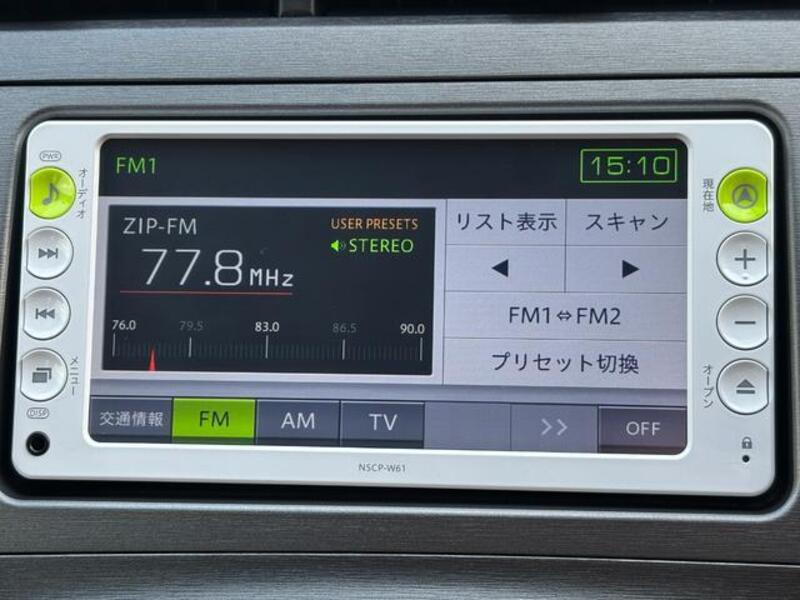 PWR
オーディオ
メニュー
DISP
FM1
15:10
ZIP-FM
USER PRESETS
STEREO
77.8 MHz
76.0 79.5 83.0 86.5 90.0
リスト表示 スキャン
◀ ▶
FM1⇔FM2
プリセット切換
交通情報 FM AM TV >> OFF
現在地
オープン
NSCP-W61